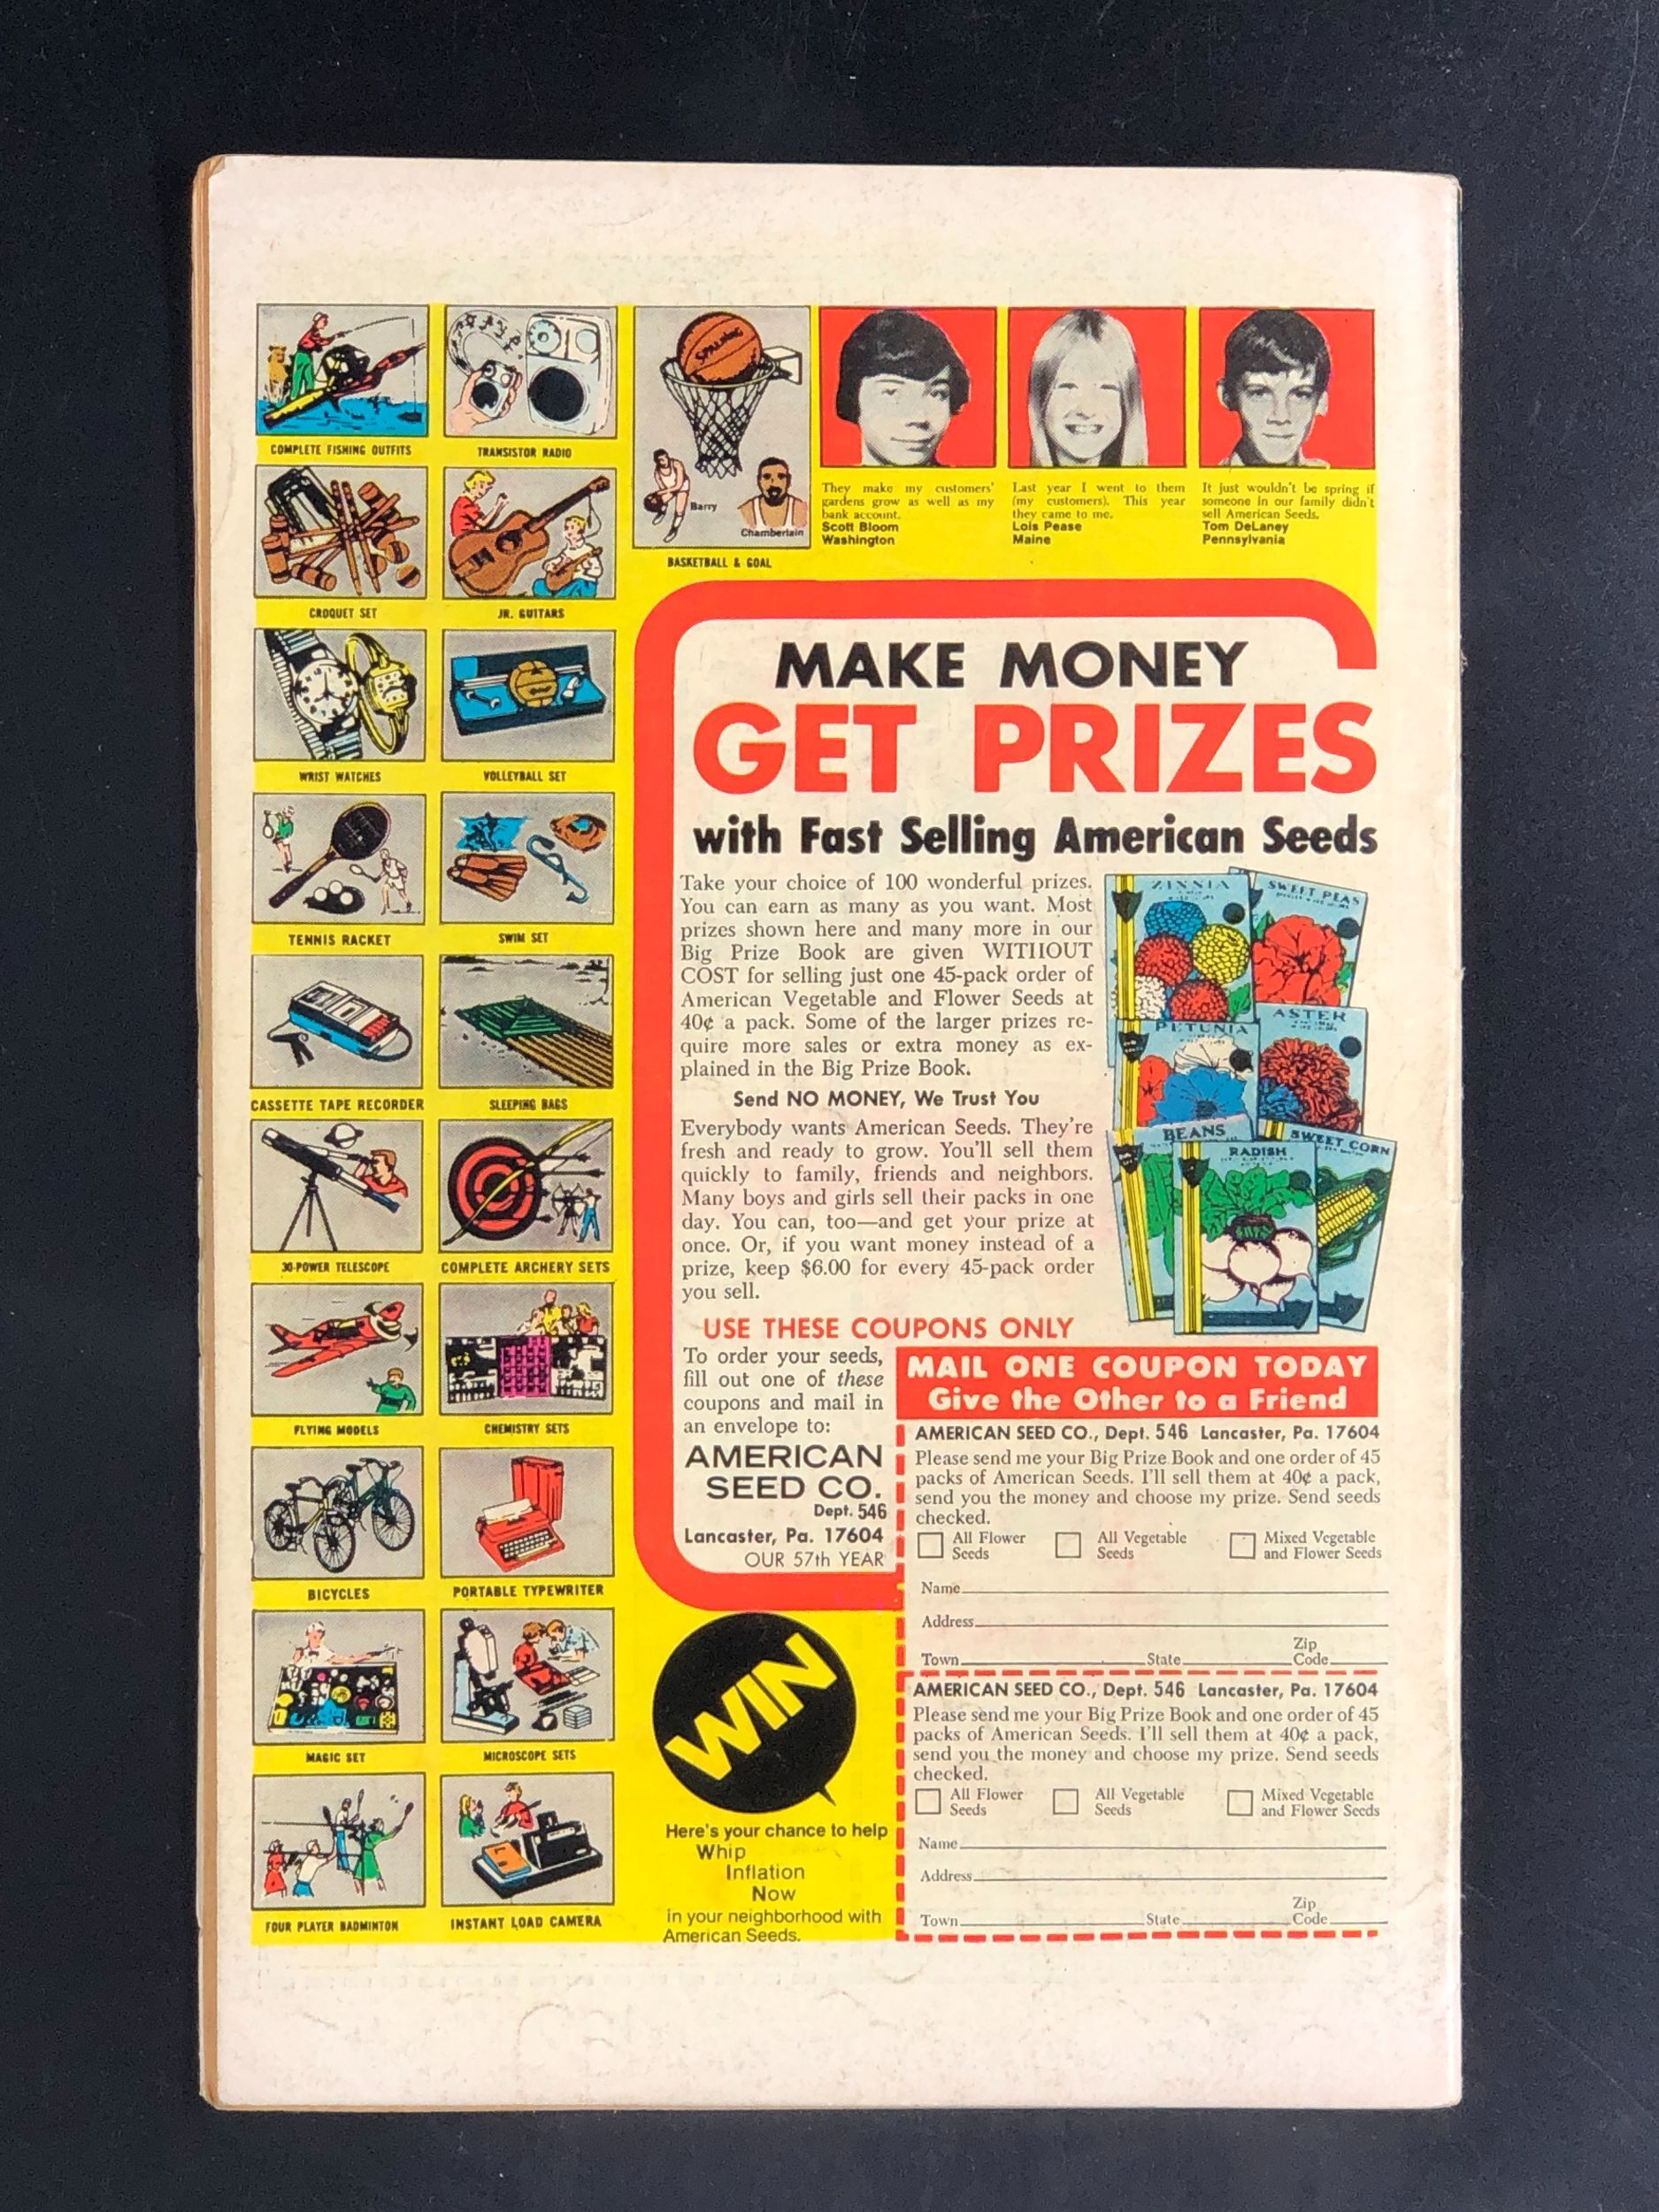 COMPLETE FISHING OUTFITS
TRANSISTOR RADIO
CROQUET SET
JR. GUITARS
WRIST WATCHES
VOLLEYBALL SET
TENNIS RACKET
SWIM SET
CASSETTE TAPE RECORDER
SLEEPING BAGS
30-POWER TELESCOPE
COMPLETE ARCHERY SETS
FLYING MODELS
CHEMISTRY SETS
BICYCLES
PORTABLE TYPEWRITER
MAGIC SET
MICROSCOPE SETS
FOUR PLAYER BADMINTON
INSTANT LOAD CAMERA
SPALDING
Barry
Chamberlain
BASKETBALL & GOAL
They make my customers'
gardens grow as well as my
bank account.
Scott Bloom
Washington
Last year I went to them
(my customers). This year
they came to me.
Lois Pease
Maine
It just wouldn't be spring if
someone in our family didn't
sell American Seeds.
Tom DeLaney
Pennsylvania
MAKE MONEY
GET PRIZES
with Fast Selling American Seeds
Take your choice of 100 wonderful prizes.
You can earn as many as you want. Most
prizes shown here and many more in our
Big Prize Book are given WITHOUT
COST for selling just one 45-pack order of
American Vegetable and Flower Seeds at
40¢ a pack. Some of the larger prizes re-
quire more sales or extra money as ex-
plained in the Big Prize Book.
Send NO MONEY, We Trust You
Everybody wants American Seeds. They're
fresh and ready to grow. You'll sell them
quickly to family, friends and neighbors.
Many boys and girls sell their packs in one
day. You can, too—and get your prize at
once. Or, if you want money instead of a
prize, keep $6.00 for every 45-pack order
you sell.
ZINNIA
SWEET PEAS
PETUNIA
ASTER
BEANS
RADISH
SWEET CORN
USE THESE COUPONS ONLY
To order your seeds,
fill out one of these
coupons and mail in
an envelope to:
AMERICAN
SEED CO.
Dept. 546
Lancaster, Pa. 17604
OUR 57th YEAR
MAIL ONE COUPON TODAY
Give the Other to a Friend
AMERICAN SEED CO., Dept. 546 Lancaster, Pa. 17604
Please send me your Big Prize Book and one order of 45
packs of American Seeds. I'll sell them at 40¢ a pack,
send you the money and choose my prize. Send seeds
checked.
All Flower Seeds
All Vegetable Seeds
Mixed Vegetable and Flower Seeds
Name
Address
Town State Zip Code
AMERICAN SEED CO., Dept. 546 Lancaster, Pa. 17604
Please send me your Big Prize Book and one order of 45
packs of American Seeds. I'll sell them at 40¢ a pack,
send you the money and choose my prize. Send seeds
checked.
All Flower Seeds
All Vegetable Seeds
Mixed Vegetable and Flower Seeds
Name
Address
Town State Zip Code
WIN
Here's your chance to help
Whip
Inflation
Now
in your neighborhood with
American Seeds.